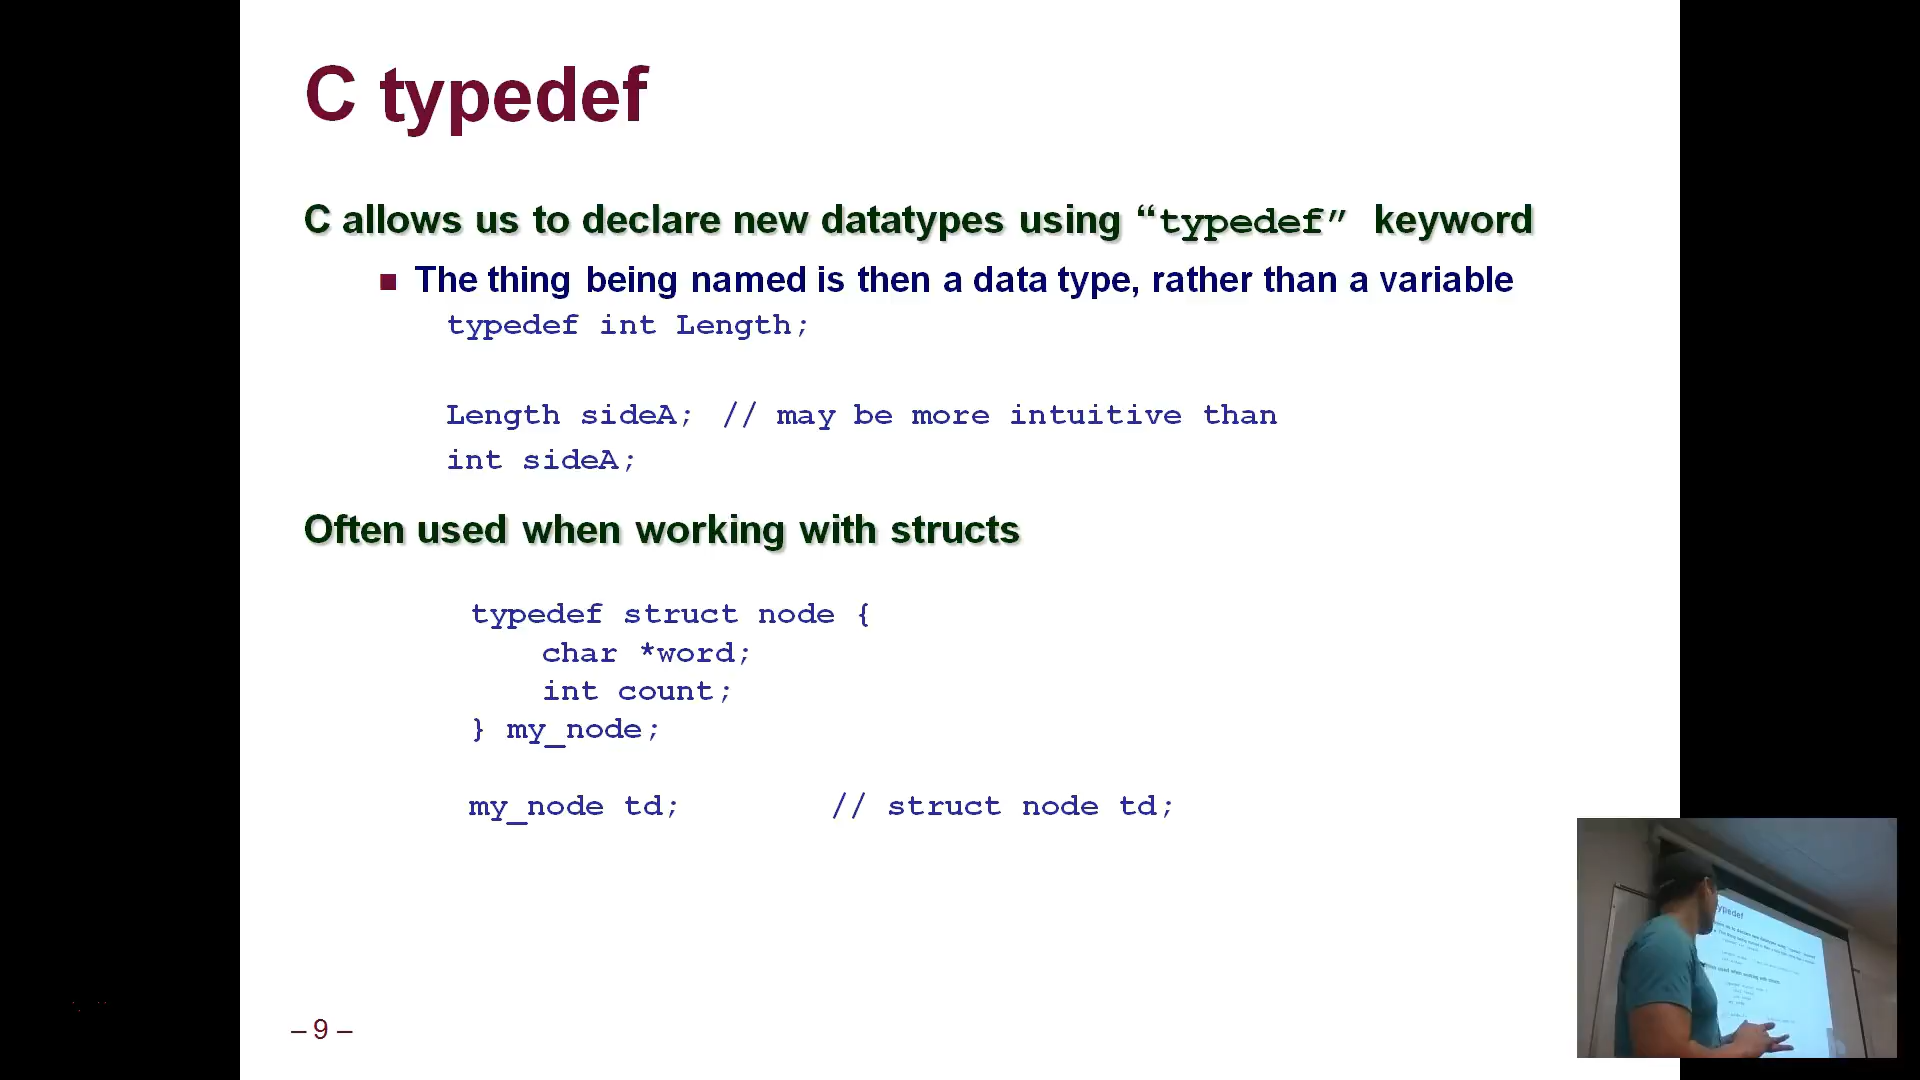 C typedef
C allows us to declare new datatypes using “typedef” keyword
The thing being named is then a data type, rather than a variable
typedef int Length;
Length sideA; // may be more intuitive than
int sideA;
Often used when working with structs
typedef struct node {
char *word;
int count;
} my_node;
my_node td; // struct node td;
– 9 –